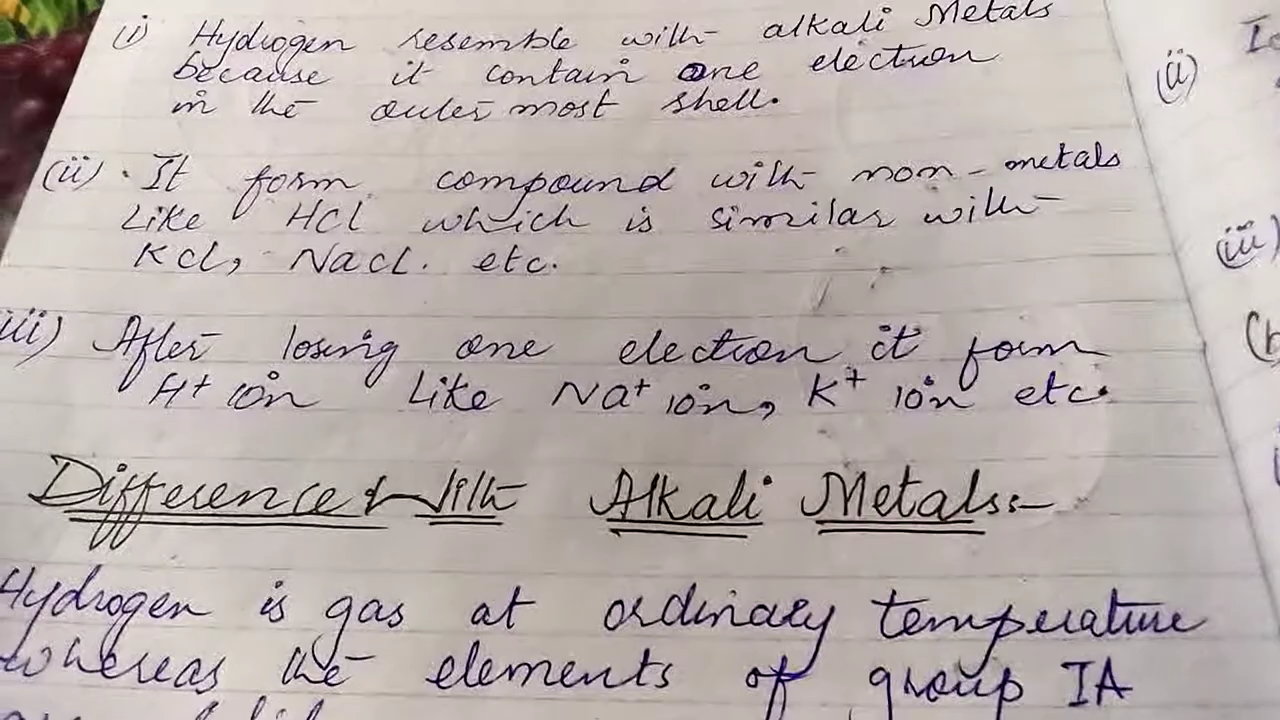 (i) Hydrogen resemble with alkali Metals
because it contain one electron
in the outer most shell.
(ii) It form compound with non-metals
Like HCl which is similar with
KCl, NaCl. etc.
iii) After losing one electron it form
H+ ion Like Na+ ion, K+ ion etc.
Difference With Alkali Metals:-
Hydrogen is gas at ordinary temperature
whereas the elements of group IA
(ii)
(iii)